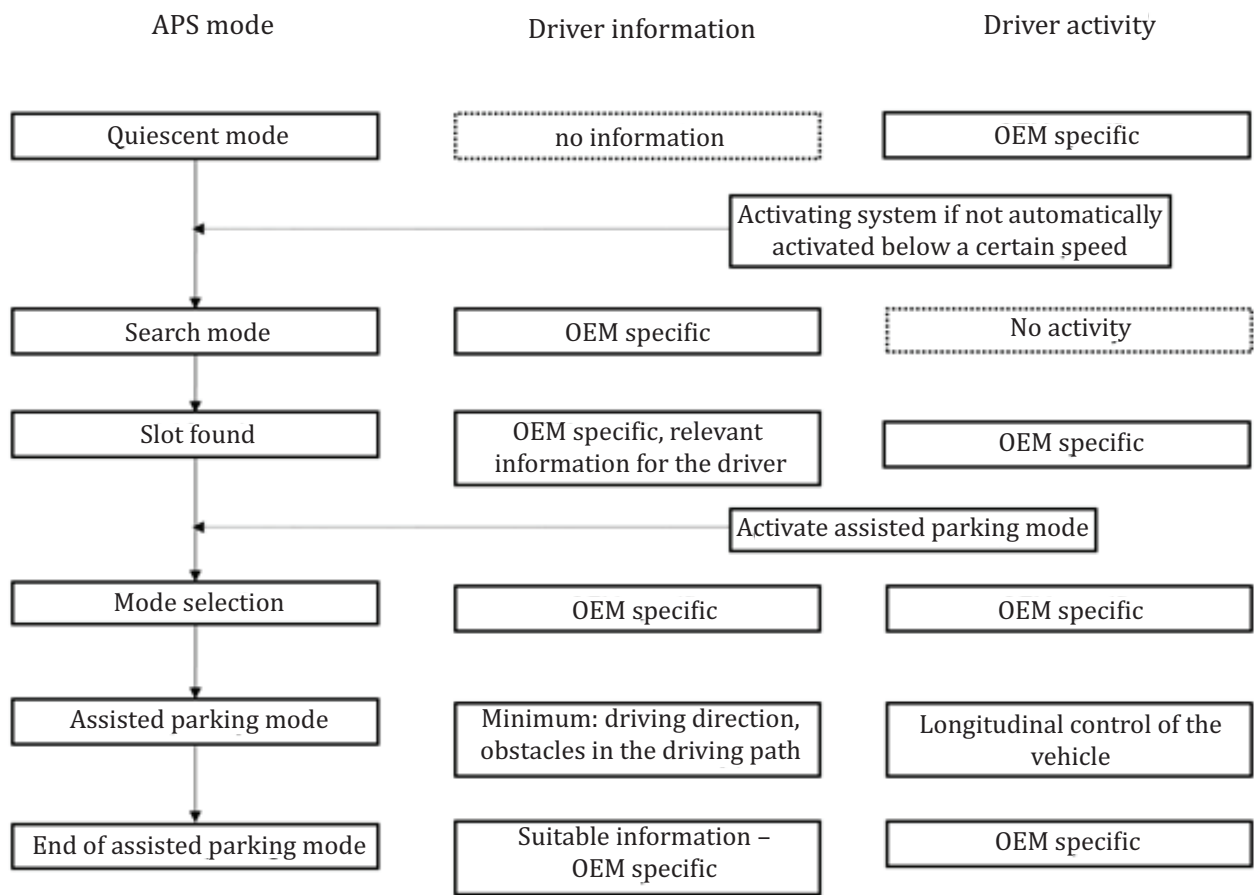 APS mode
Driver information
Driver activity
Quiescent mode
no information
OEM specific
Activating system if not automatically
activated below a certain speed
Search mode
OEM specific
No activity
Slot found
OEM specific, relevant
information for the driver
OEM specific
Activate assisted parking mode
Mode selection
OEM specific
OEM specific
Assisted parking mode
Minimum: driving direction,
obstacles in the driving path
Longitudinal control of the
vehicle
End of assisted parking mode
Suitable information –
OEM specific
OEM specific